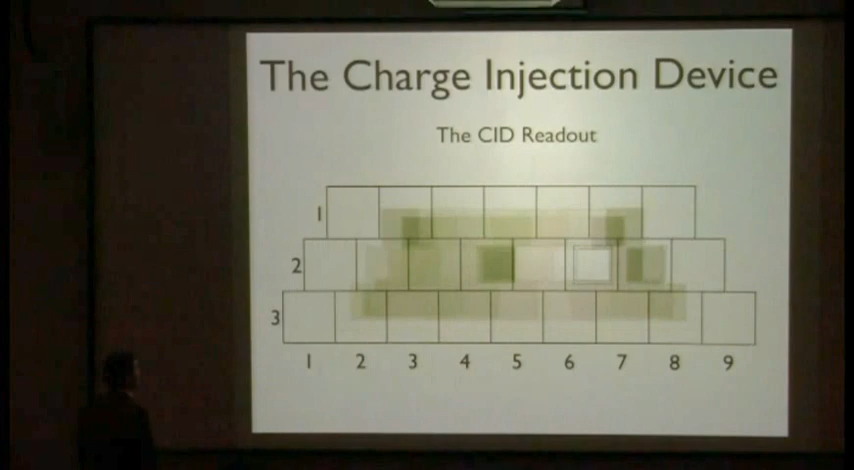 The Charge Injection Device
The CID Readout
1
2
3
1 2 3 4 5 6 7 8 9